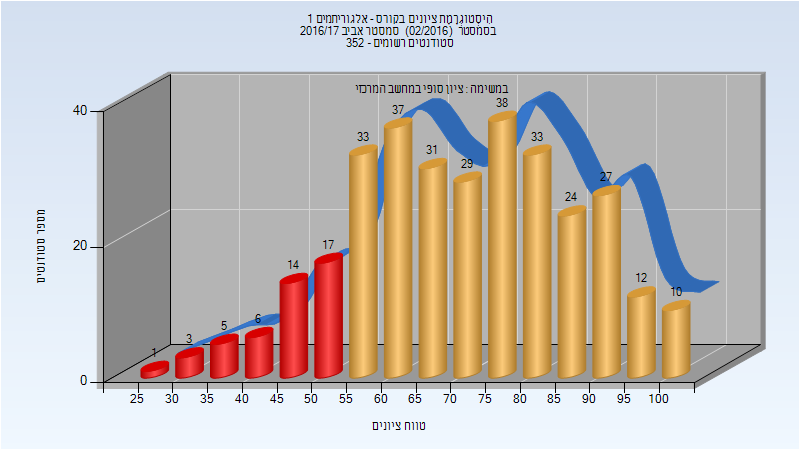 הִיסְטוֹגְרָמַת ציונים בקורס - אלגוריתמים 1
בסמסטר (02/2016) סמסטר אביב 2016/17
סטודנטים רשומים - 352
במשימה : ציון סופי במחשב המרכזי
מספר סטודנטים
40
20
0
1 3 5 6 14 17 33 37 31 29 38 33 24 27 12 10
25 30 35 40 45 50 55 60 65 70 75 80 85 90 95 100
טווח ציונים